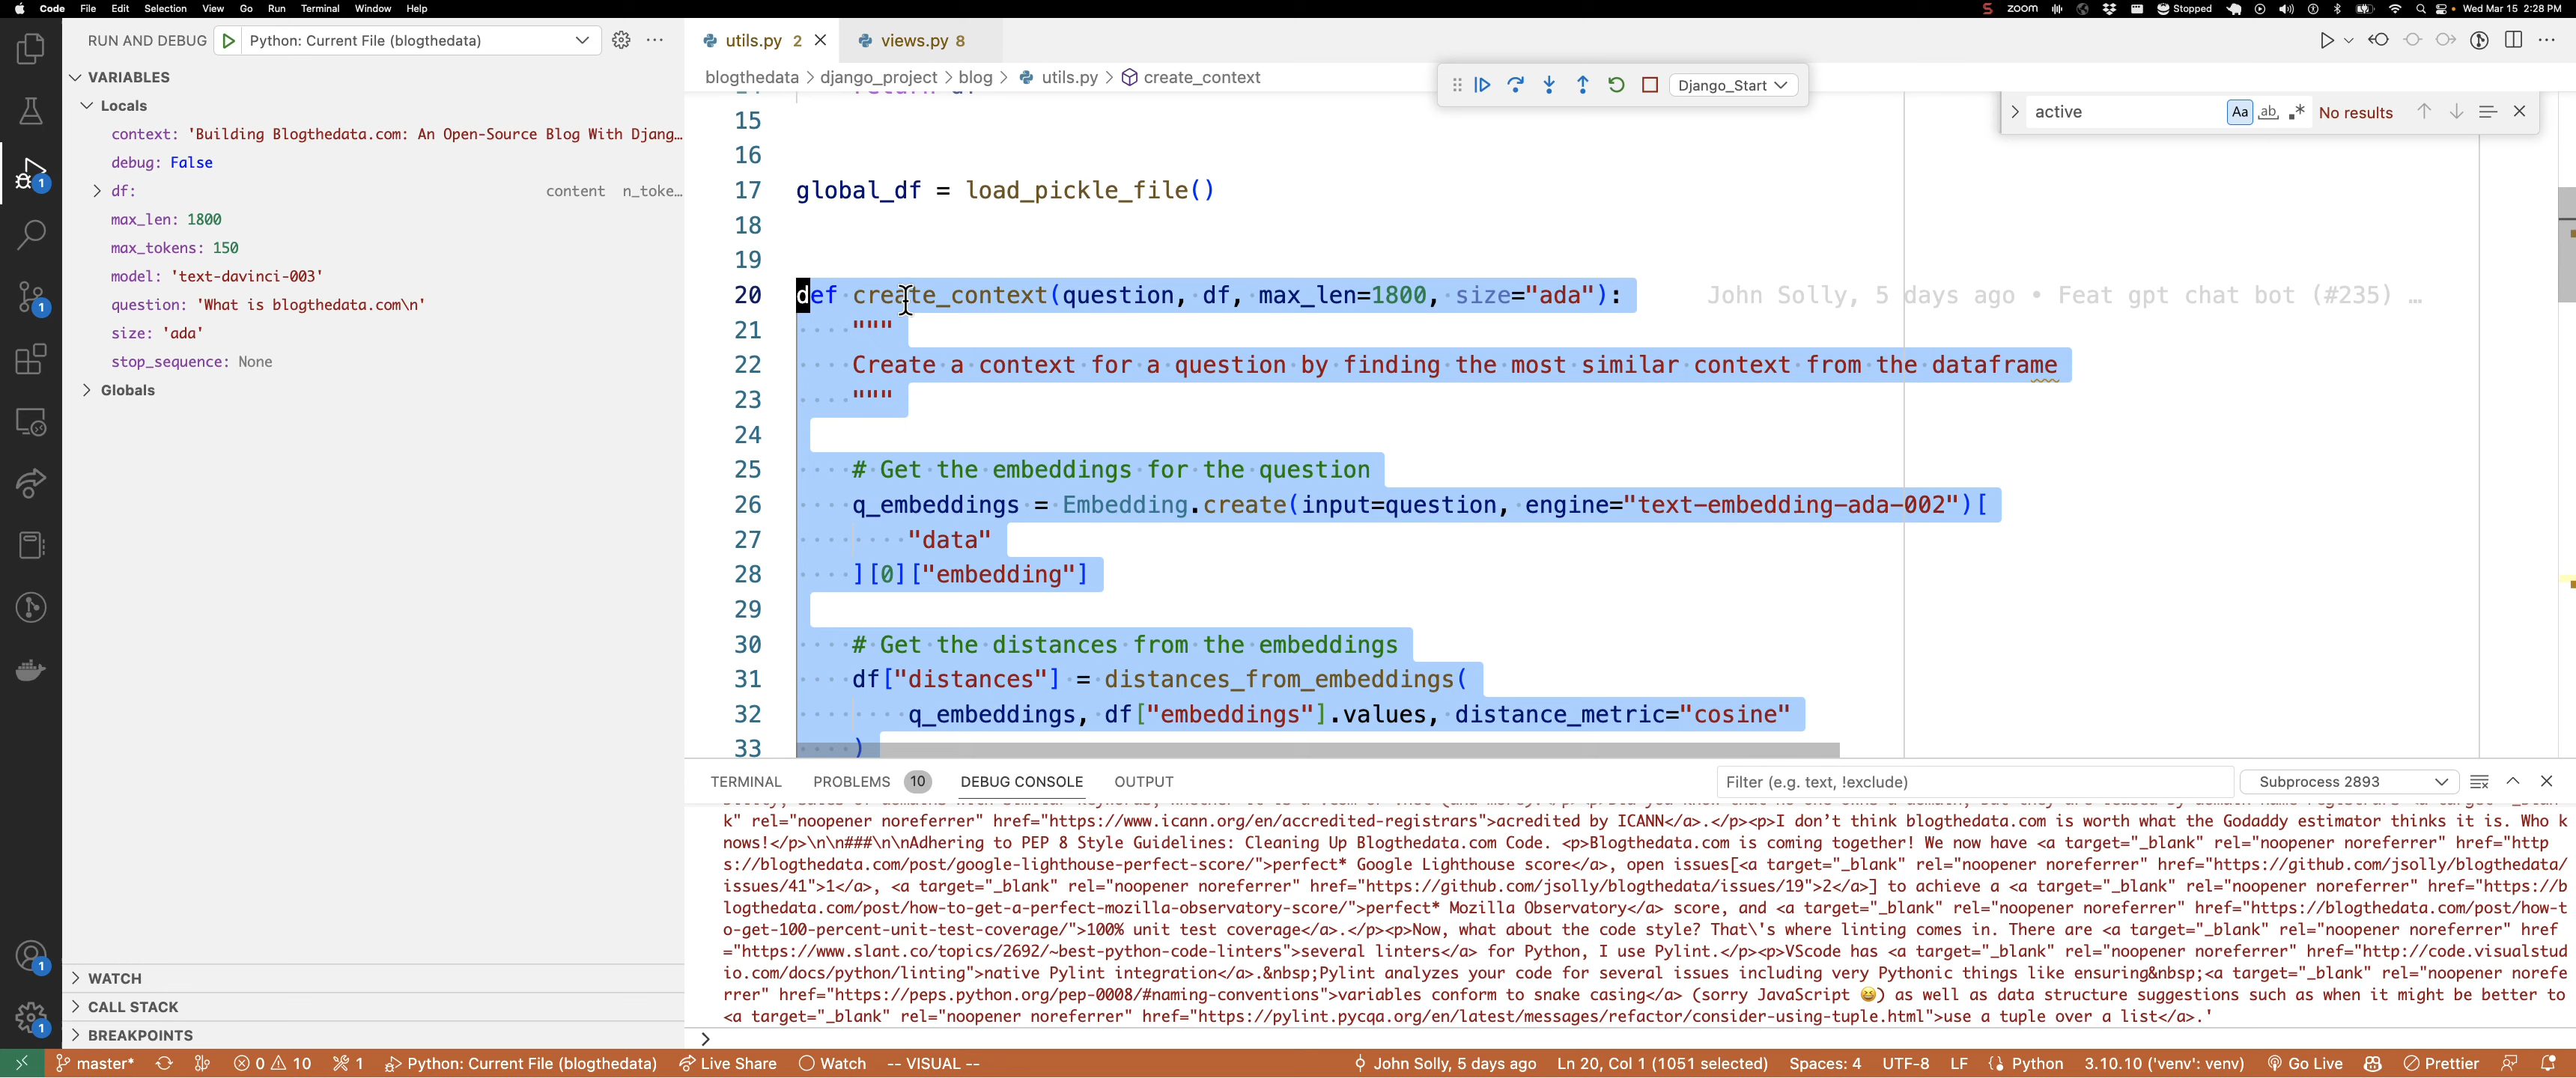 Code File Edit Selection View Go Run Terminal Window Help
zoom Stopped Wed Mar 15 2:28 PM
RUN AND DEBUG Python: Current File (blogthedata)
VARIABLES
Locals
context: 'Building Blogthedata.com: An Open-Source Blog With Djang…
debug: False
df: content n_toke…
max_len: 1800
max_tokens: 150
model: 'text-davinci-003'
question: 'What is blogthedata.com\n'
size: 'ada'
stop_sequence: None
Globals
WATCH
CALL STACK
BREAKPOINTS
utils.py 2 views.py 8
blogthedata > django_project > blog > utils.py > create_context
Django_Start
active Aa ab No results
15
16
17 global_df = load_pickle_file()
18
19
20 def create_context(question, df, max_len=1800, size="ada"): John Solly, 5 days ago • Feat gpt chat bot (#235) …
21 """
22 Create a context for a question by finding the most similar context from the dataframe
23 """
24
25 # Get the embeddings for the question
26 q_embeddings = Embedding.create(input=question, engine="text-embedding-ada-002")[
27 "data"
28 ][0]["embedding"]
29
30 # Get the distances from the embeddings
31 df["distances"] = distances_from_embeddings(
32 q_embeddings, df["embeddings"].values, distance_metric="cosine"
33 )
TERMINAL PROBLEMS 10 DEBUG CONSOLE OUTPUT Filter (e.g. text, !exclude) Subprocess 2893
k" rel="noopener noreferrer" href="https://www.icann.org/en/accredited-registrars">acredited by ICANN</a>.</p><p>I don't think blogthedata.com is worth what the Godaddy estimator thinks it is. Who k
nows!</p>\n\n###\n\nAdhering to PEP 8 Style Guidelines: Cleaning Up Blogthedata.com Code. <p>Blogthedata.com is coming together! We now have <a target="_blank" rel="noopener noreferrer" href="http
s://blogthedata.com/post/google-lighthouse-perfect-score/">perfect* Google Lighthouse score</a>, open issues[<a target="_blank" rel="noopener noreferrer" href="https://github.com/jsolly/blogthedata/
issues/41">1</a>, <a target="_blank" rel="noopener noreferrer" href="https://github.com/jsolly/blogthedata/issues/19">2</a>] to achieve a <a target="_blank" rel="noopener noreferrer" href="https://b
logthedata.com/post/how-to-get-a-perfect-mozilla-observatory-score/">perfect* Mozilla Observatory</a> score, and <a target="_blank" rel="noopener noreferrer" href="https://blogthedata.com/post/how-t
o-get-100-percent-unit-test-coverage/">100% unit test coverage</a>.</p><p>Now, what about the code style? That\'s where linting comes in. There are <a target="_blank" rel="noopener noreferrer" href
="https://www.slant.co/topics/2692/~best-python-code-linters">several linters</a> for Python, I use Pylint.</p><p>VScode has <a target="_blank" rel="noopener noreferrer" href="http://code.visualstud
io.com/docs/python/linting">native Pylint integration</a>.&nbsp;Pylint analyzes your code for several issues including very Pythonic things like ensuring&nbsp;<a target="_blank" rel="noopener norefe
rrer" href="https://peps.python.org/pep-0008/#naming-conventions">variables conform to snake casing</a> (sorry JavaScript 😆) as well as data structure suggestions such as when it might be better to
<a target="_blank" rel="noopener noreferrer" href="https://pylint.pycqa.org/en/latest/messages/refactor/consider-using-tuple.html">use a tuple over a list</a>.'
master* 0 10 1 Python: Current File (blogthedata) Live Share Watch -- VISUAL -- John Solly, 5 days ago Ln 20, Col 1 (1051 selected) Spaces: 4 UTF-8 LF Python 3.10.10 ('venv': venv) Go Live Prettier